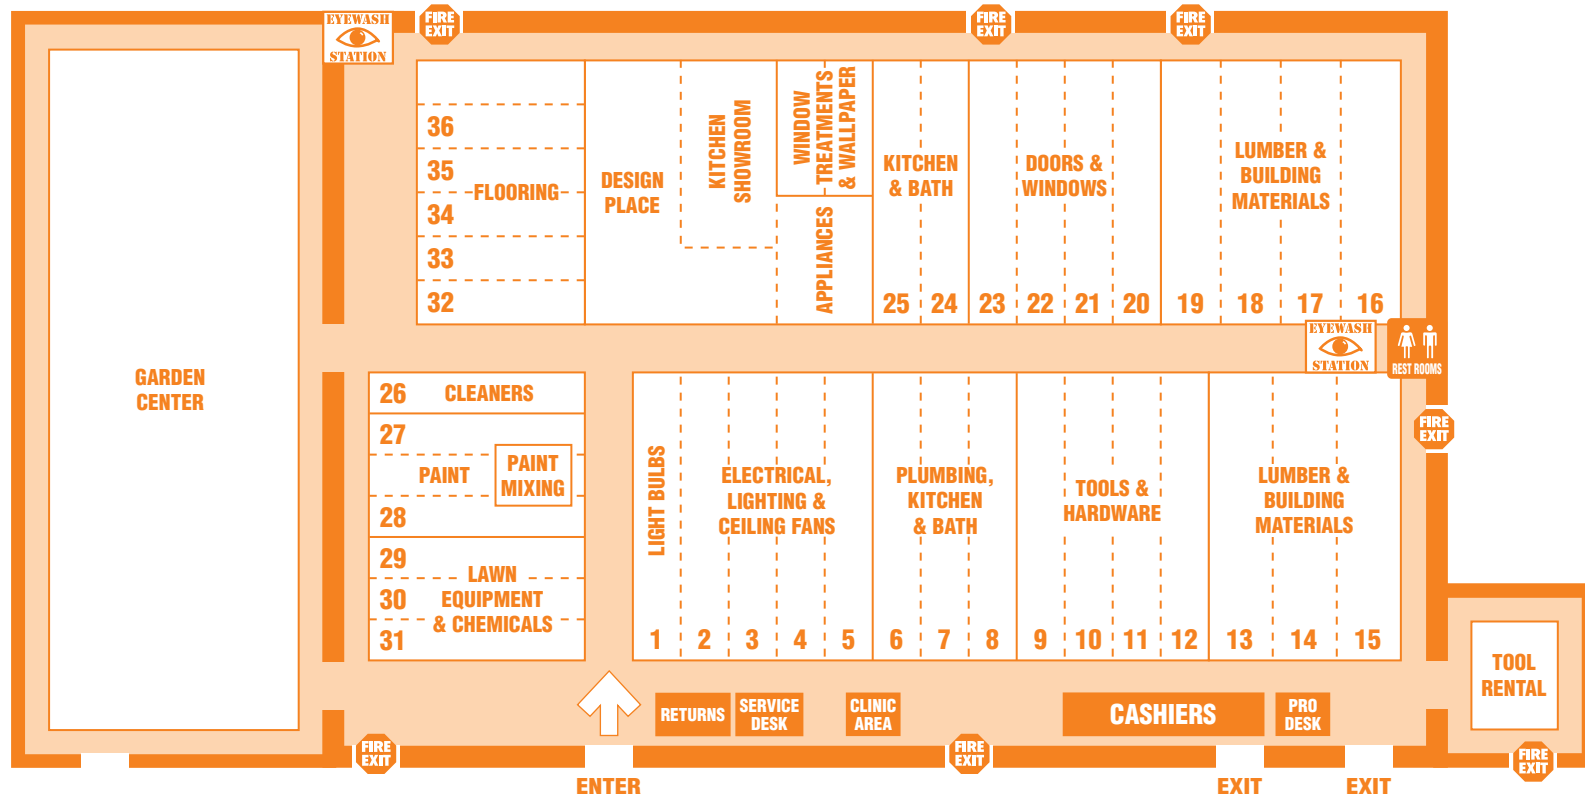 EYEWASH
STATION
FIRE
EXIT
FIRE
EXIT
FIRE
EXIT
36
35
34
33
32
FLOORING
DESIGN
PLACE
KITCHEN
SHOWROOM
WINDOW
TREATMENTS
& WALLPAPER
APPLIANCES
KITCHEN
& BATH
25 24
DOORS &
WINDOWS
23 22 21 20
LUMBER &
BUILDING
MATERIALS
19 18 17 16
EYEWASH
STATION
REST ROOMS
FIRE
EXIT
GARDEN
CENTER
26 CLEANERS
27
PAINT
PAINT
MIXING
28
29
30
31
LAWN
EQUIPMENT
& CHEMICALS
LIGHT BULBS
ELECTRICAL,
LIGHTING &
CEILING FANS
PLUMBING,
KITCHEN
& BATH
TOOLS &
HARDWARE
LUMBER &
BUILDING
MATERIALS
1 2 3 4 5 6 7 8 9 10 11 12 13 14 15
TOOL
RENTAL
RETURNS
SERVICE
DESK
CLINIC
AREA
CASHIERS
PRO
DESK
FIRE
EXIT
FIRE
EXIT
FIRE
EXIT
ENTER
EXIT
EXIT